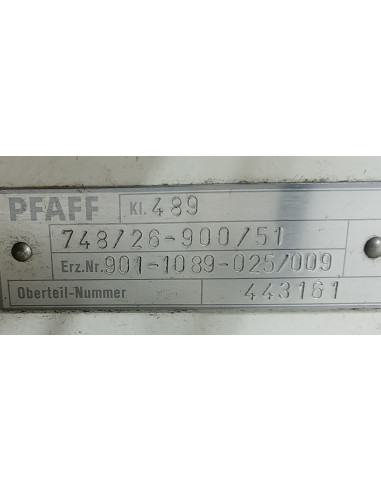 PFAFF Kl. 489
748/26-900/51
Erz.Nr. 901-1089-025/009
Oberteil-Nummer 443161